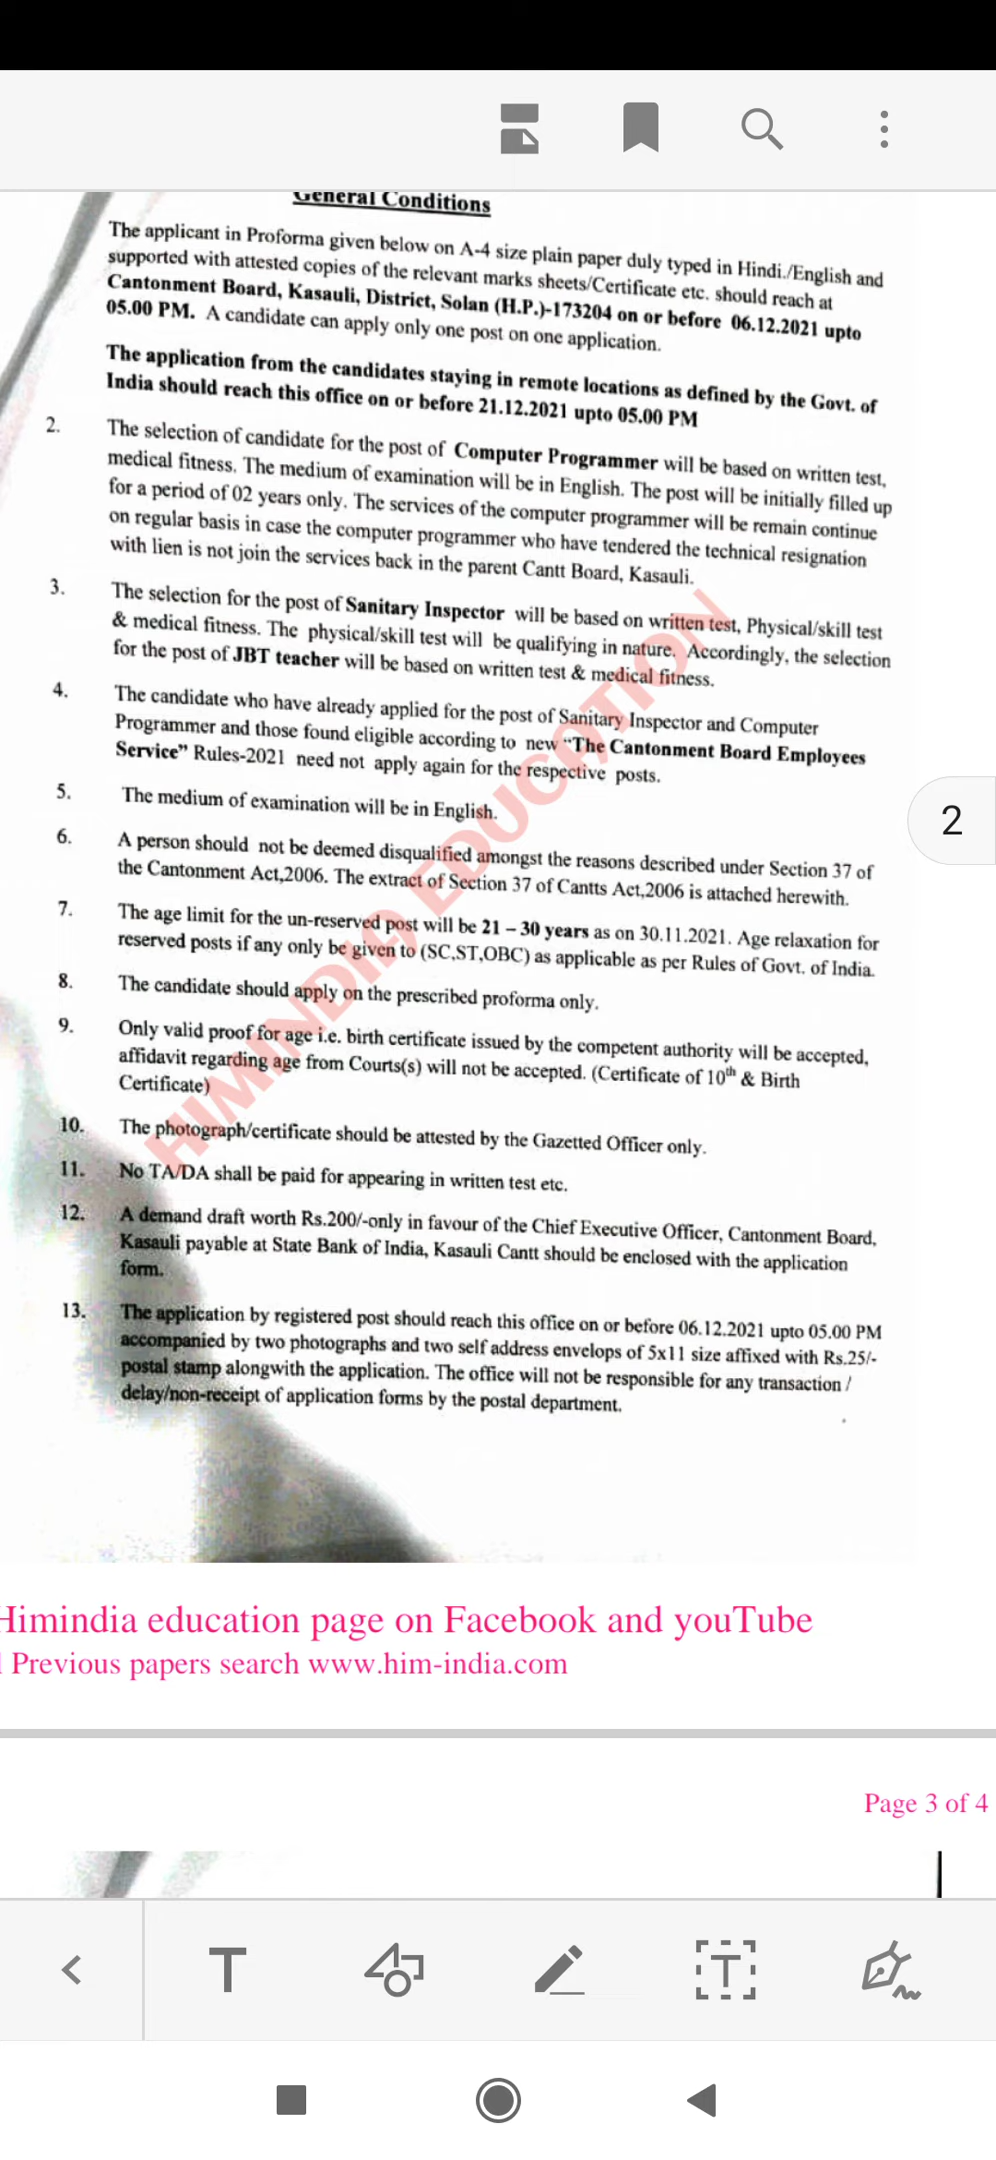 General Conditions
The applicant in Proforma given below on A-4 size plain paper duly typed in Hindi./English and
supported with attested copies of the relevant marks sheets/Certificate etc. should reach at
Cantonment Board, Kasauli, District, Solan (H.P.)-173204 on or before 06.12.2021 upto
05.00 PM. A candidate can apply only one post on one application.
The application from the candidates staying in remote locations as defined by the Govt. of
India should reach this office on or before 21.12.2021 upto 05.00 PM
2. The selection of candidate for the post of Computer Programmer will be based on written test,
medical fitness. The medium of examination will be in English. The post will be initially filled up
for a period of 02 years only. The services of the computer programmer will be remain continue
on regular basis in case the computer programmer who have tendered the technical resignation
with lien is not join the services back in the parent Cantt Board, Kasauli.
3. The selection for the post of Sanitary Inspector will be based on written test, Physical/skill test
& medical fitness. The physical/skill test will be qualifying in nature. Accordingly, the selection
for the post of JBT teacher will be based on written test & medical fitness.
4. The candidate who have already applied for the post of Sanitary Inspector and Computer
Programmer and those found eligible according to new "The Cantonment Board Employees
Service" Rules-2021 need not apply again for the respective posts.
5. The medium of examination will be in English.
6. A person should not be deemed disqualified amongst the reasons described under Section 37 of
the Cantonment Act,2006. The extract of Section 37 of Cantts Act,2006 is attached herewith.
7. The age limit for the un-reserved post will be 21 – 30 years as on 30.11.2021. Age relaxation for
reserved posts if any only be given to (SC,ST,OBC) as applicable as per Rules of Govt. of India.
8. The candidate should apply on the prescribed proforma only.
9. Only valid proof for age i.e. birth certificate issued by the competent authority will be accepted,
affidavit regarding age from Courts(s) will not be accepted. (Certificate of 10th & Birth
Certificate)
10. The photograph/certificate should be attested by the Gazetted Officer only.
11. No TA/DA shall be paid for appearing in written test etc.
12. A demand draft worth Rs.200/-only in favour of the Chief Executive Officer, Cantonment Board,
Kasauli payable at State Bank of India, Kasauli Cantt should be enclosed with the application
form.
13. The application by registered post should reach this office on or before 06.12.2021 upto 05.00 PM
accompanied by two photographs and two self address envelops of 5x11 size affixed with Rs.25/-
postal stamp alongwith the application. The office will not be responsible for any transaction /
delay/non-receipt of application forms by the postal department.
HIMINDIA EDUCATION
2
Himindia education page on Facebook and youTube
Previous papers search www.him-india.com
Page 3 of 4
T
T